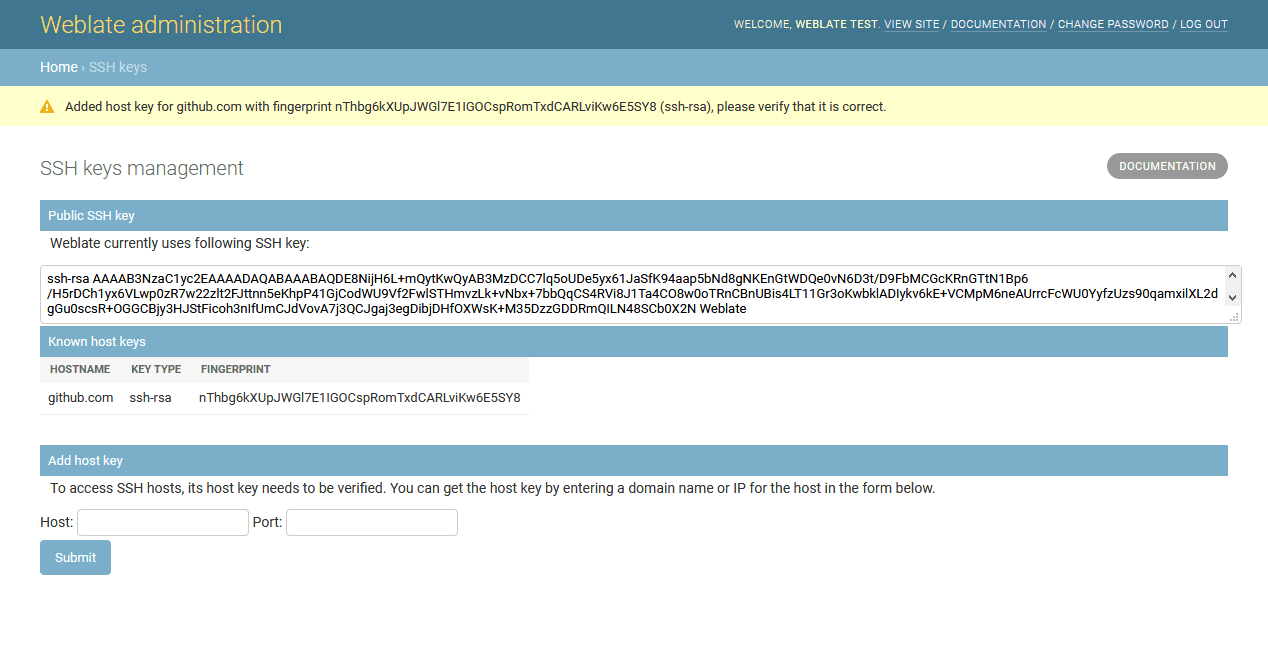 Weblate administration
WELCOME, WEBLATE TEST. VIEW SITE / DOCUMENTATION / CHANGE PASSWORD / LOG OUT
Home › SSH keys
Added host key for github.com with fingerprint nThbg6kXUpJWGl7E1IGOCspRomTxdCARLviKw6E5SY8 (ssh-rsa), please verify that it is correct.
SSH keys management
DOCUMENTATION
Public SSH key
Weblate currently uses following SSH key:
ssh-rsa AAAAB3NzaC1yc2EAAAADAQABAAABAQDE8NijH6L+mQytKwQyAB3MzDCC7lq5oUDe5yx61JaSfK94aap5bNd8gNKEnGtWDQe0vN6D3t/D9FbMCGcKRnGTtN1Bp6
/H5rDCh1yx6VLwp0zR7w22zlt2FJttnn5eKhpP41GjCodWU9Vf2FwlSTHmvzLk+vNbx+7bbQqCS4RVi8J1Ta4CO8w0oTRnCBnUBis4LT11Gr3oKwbklADIykv6kE+VCMpM6neAUrrcFcWU0YyfzUzs90qamxilXL2d
gGu0scsR+OGGCBjy3HJStFicoh3nIfUmCJdVovA7j3QCJgaj3egDibjDHfOXWsK+M35DzzGDDRmQILN48SCb0X2N Weblate
Known host keys
HOSTNAME KEY TYPE FINGERPRINT
github.com ssh-rsa nThbg6kXUpJWGl7E1IGOCspRomTxdCARLviKw6E5SY8
Add host key
To access SSH hosts, its host key needs to be verified. You can get the host key by entering a domain name or IP for the host in the form below.
Host: Port:
Submit